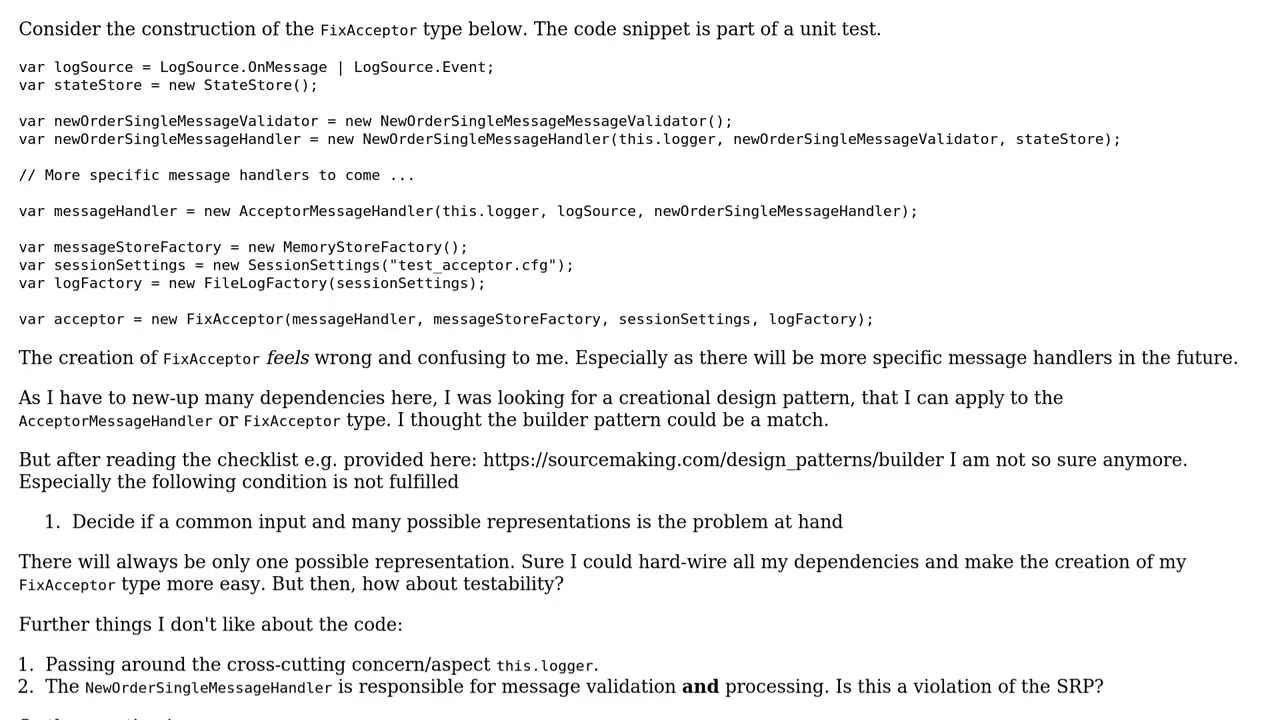 Consider the construction of the FixAcceptor type below. The code snippet is part of a unit test.
var logSource = LogSource.OnMessage | LogSource.Event;
var stateStore = new StateStore();
var newOrderSingleMessageValidator = new NewOrderSingleMessageMessageValidator();
var newOrderSingleMessageHandler = new NewOrderSingleMessageHandler(this.logger, newOrderSingleMessageValidator, stateStore);
// More specific message handlers to come ...
var messageHandler = new AcceptorMessageHandler(this.logger, logSource, newOrderSingleMessageHandler);
var messageStoreFactory = new MemoryStoreFactory();
var sessionSettings = new SessionSettings("test_acceptor.cfg");
var logFactory = new FileLogFactory(sessionSettings);
var acceptor = new FixAcceptor(messageHandler, messageStoreFactory, sessionSettings, logFactory);
The creation of FixAcceptor feels wrong and confusing to me. Especially as there will be more specific message handlers in the future.
As I have to new-up many dependencies here, I was looking for a creational design pattern, that I can apply to the
AcceptorMessageHandler or FixAcceptor type. I thought the builder pattern could be a match.
But after reading the checklist e.g. provided here: https://sourcemaking.com/design_patterns/builder I am not so sure anymore.
Especially the following condition is not fulfilled
1. Decide if a common input and many possible representations is the problem at hand
There will always be only one possible representation. Sure I could hard-wire all my dependencies and make the creation of my
FixAcceptor type more easy. But then, how about testability?
Further things I don't like about the code:
1. Passing around the cross-cutting concern/aspect this.logger.
2. The NewOrderSingleMessageHandler is responsible for message validation and processing. Is this a violation of the SRP?